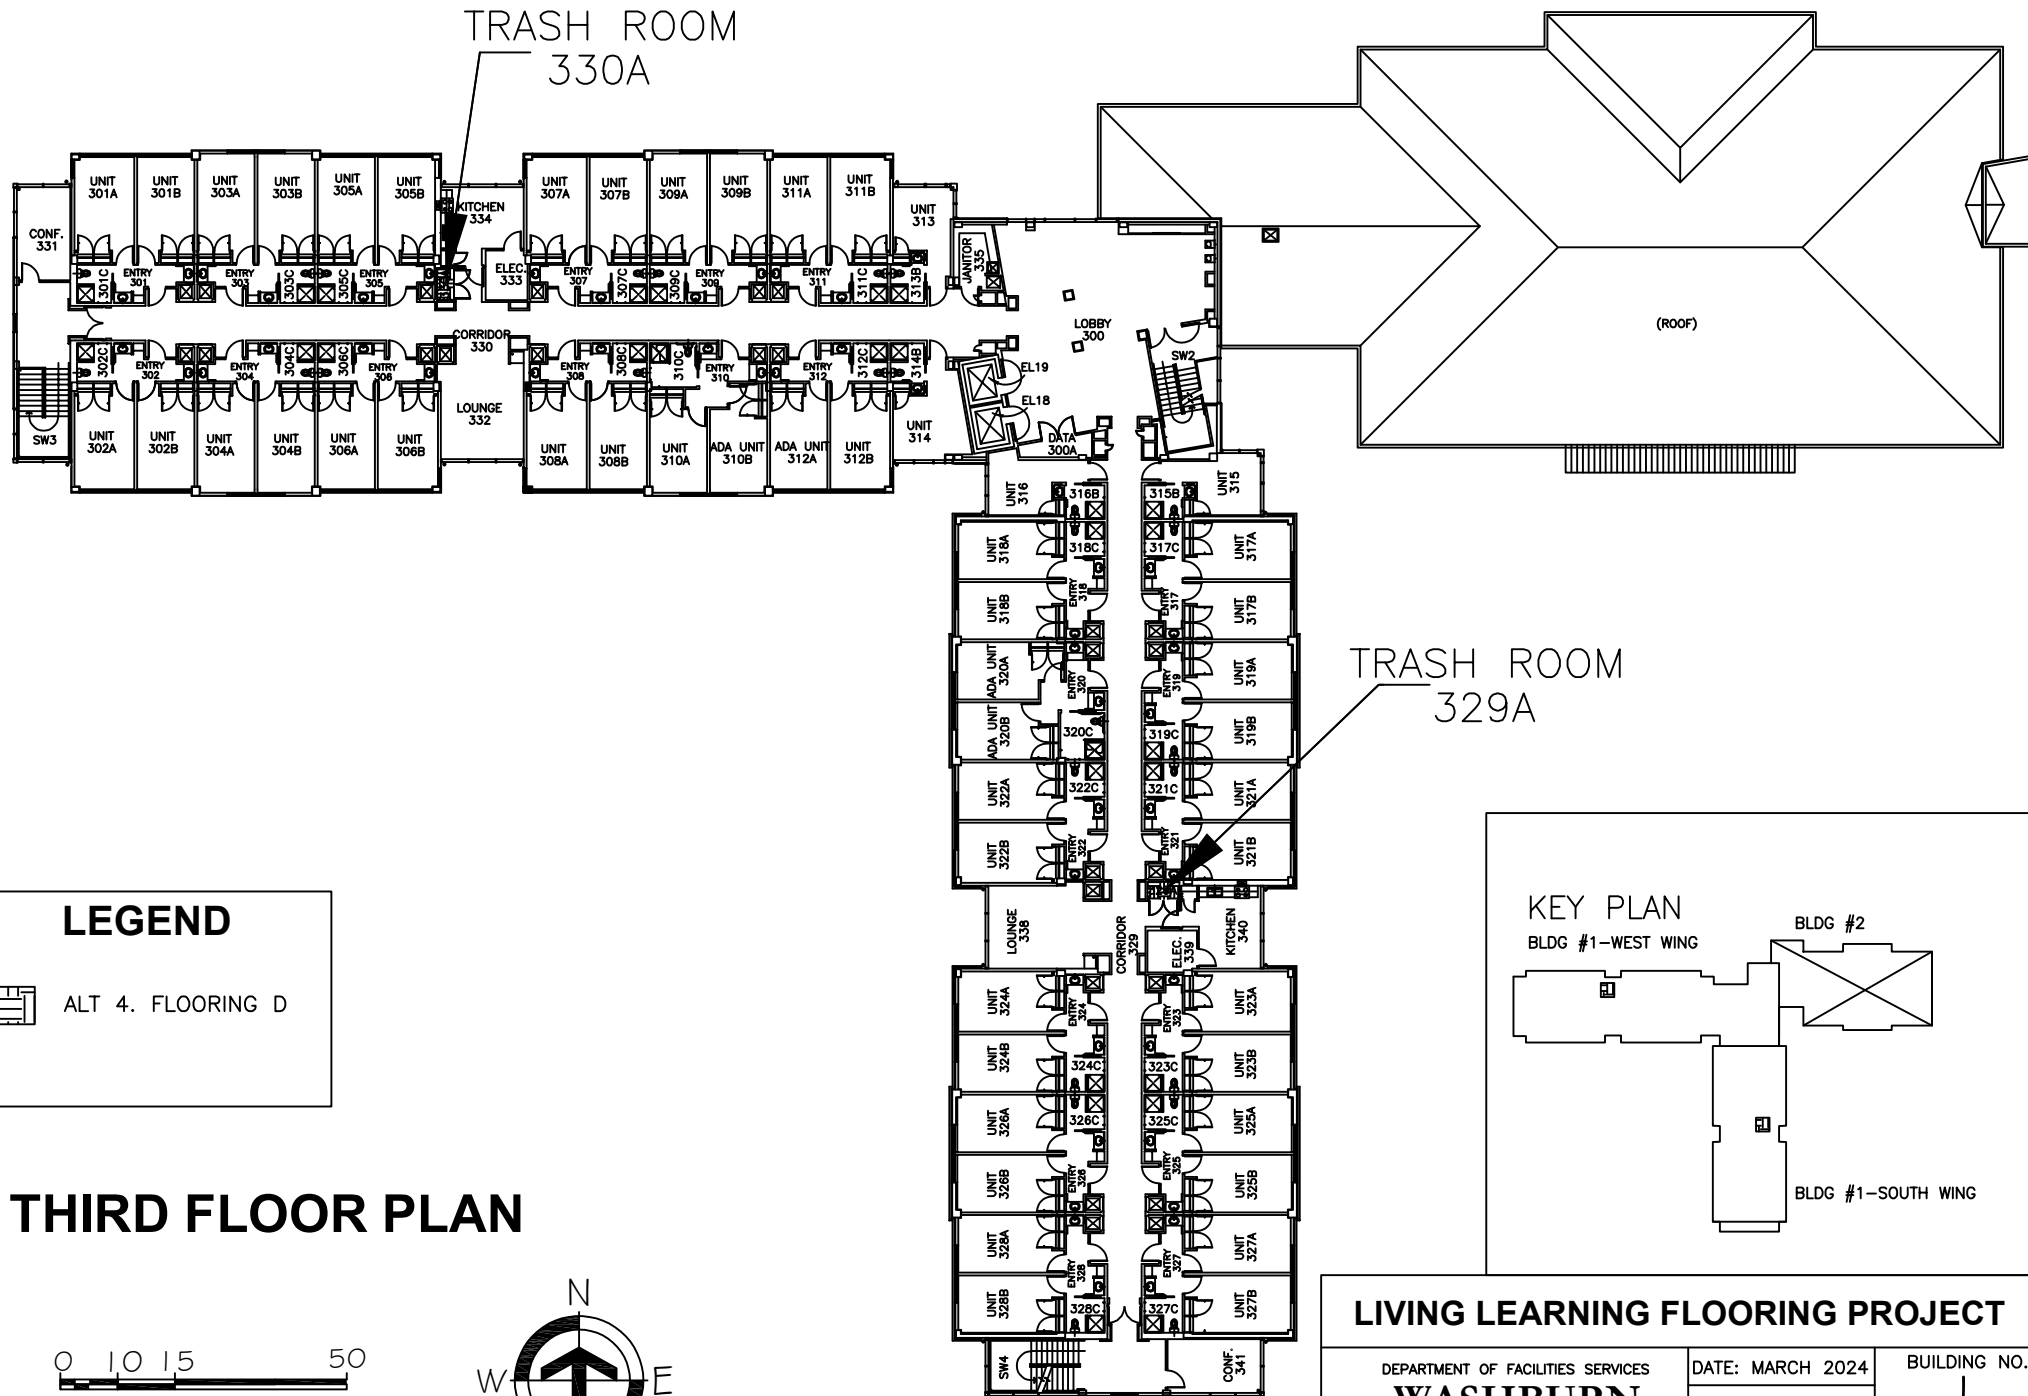 TRASH ROOM
330A
UNIT
301A
UNIT
301B
UNIT
303A
UNIT
303B
UNIT
305A
UNIT
305B
KITCHEN
334
UNIT
307A
UNIT
307B
UNIT
309A
UNIT
309B
UNIT
311A
UNIT
311B
UNIT
313
CONF.
331
301C
ENTRY
301
ENTRY
303
303C
305C
ENTRY
305
ELEC.
333
ENTRY
307
307C
309C
ENTRY
309
ENTRY
311
311C
313B
JANITOR
335
LOBBY
300
(ROOF)
CORRIDOR
330
302C
ENTRY
302
ENTRY
304
304C
306C
ENTRY
306
ENTRY
308
308C
310C
ENTRY
310
ENTRY
312
312C
314B
SW2
EL19
EL18
LOUNGE
332
SW3
UNIT
302A
UNIT
302B
UNIT
304A
UNIT
304B
UNIT
306A
UNIT
306B
UNIT
308A
UNIT
308B
UNIT
310A
ADA UNIT
310B
ADA UNIT
312A
UNIT
312B
UNIT
314
DATA
300A
UNIT
316
316B
315B
UNIT
315
UNIT
318A
318C
317C
UNIT
317A
UNIT
318B
ENTRY
318
ENTRY
317
UNIT
317B
ADA UNIT
320A
ENTRY
320
ENTRY
319
UNIT
319A
TRASH ROOM
329A
ADA UNIT
320B
320C
319C
UNIT
319B
UNIT
322A
322C
321C
UNIT
321A
UNIT
322B
ENTRY
322
ENTRY
321
UNIT
321B
LOUNGE
338
CORRIDOR
329
ELEC.
339
KITCHEN
340
UNIT
324A
ENTRY
324
ENTRY
323
UNIT
323A
UNIT
324B
324C
323C
UNIT
323B
UNIT
326A
326C
325C
UNIT
325A
UNIT
326B
ENTRY
326
ENTRY
325
UNIT
325B
UNIT
328A
ENTRY
328
ENTRY
327
UNIT
327A
UNIT
328B
328C
327C
UNIT
327B
SW4
CONF.
341
LEGEND
ALT 4. FLOORING D
THIRD FLOOR PLAN
0 10 15 50
N
W
E
KEY PLAN
BLDG #1-WEST WING
BLDG #2
BLDG #1-SOUTH WING
LIVING LEARNING FLOORING PROJECT
DEPARTMENT OF FACILITIES SERVICES
WASHBURN
DATE: MARCH 2024
BUILDING NO.